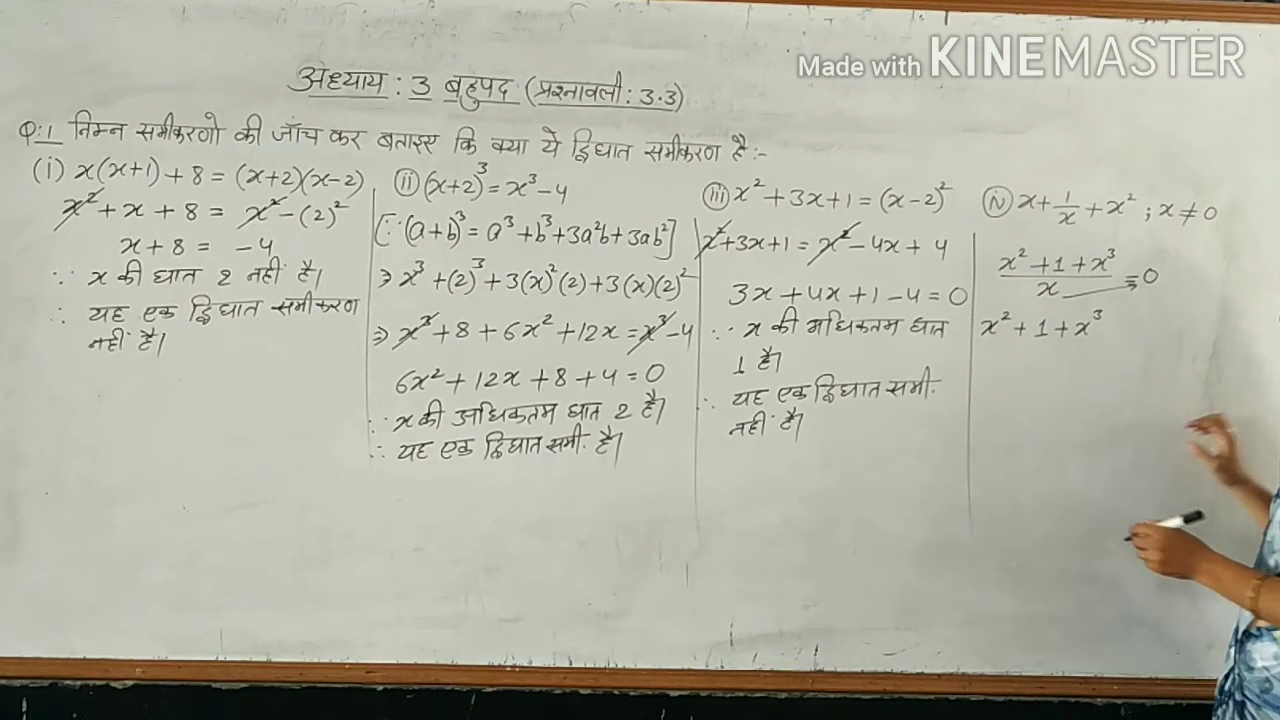 Made with KINEMASTER
अध्याय : 3 बहुपद (प्रश्नावली : 3.3)
Q:1 निम्न समीकरणो की जाँच कर बताइए कि क्या ये द्विघात समीकरण है :-
(i) x(x+1) + 8 = (x+2)(x-2)
x² + x + 8 = x² - (2)²
x + 8 = -4
∵ x की घात 2 नहीं है।
∴ यह एक द्विघात समीकरण
नहीं है।
(ii) (x+2)³ = x³ - 4
[∵ (a+b)³ = a³ + b³ + 3a²b + 3ab²]
⇒ x³ + (2)³ + 3(x)²(2) + 3(x)(2)²
⇒ x³ + 8 + 6x² + 12x = x³ - 4
6x² + 12x + 8 + 4 = 0
∵ x की अधिकतम घात 2 है।
∴ यह एक द्विघात समी. है।
(iii) x² + 3x + 1 = (x-2)²
x² + 3x + 1 = x² - 4x + 4
3x + 4x + 1 - 4 = 0
∵ x की अधिकतम घात
1 है।
∴ यह एक द्विघात समी.
नहीं है।
(iv) x + 1/x + x² ; x ≠ 0
x² + 1 + x³ / x = 0
x² + 1 + x³